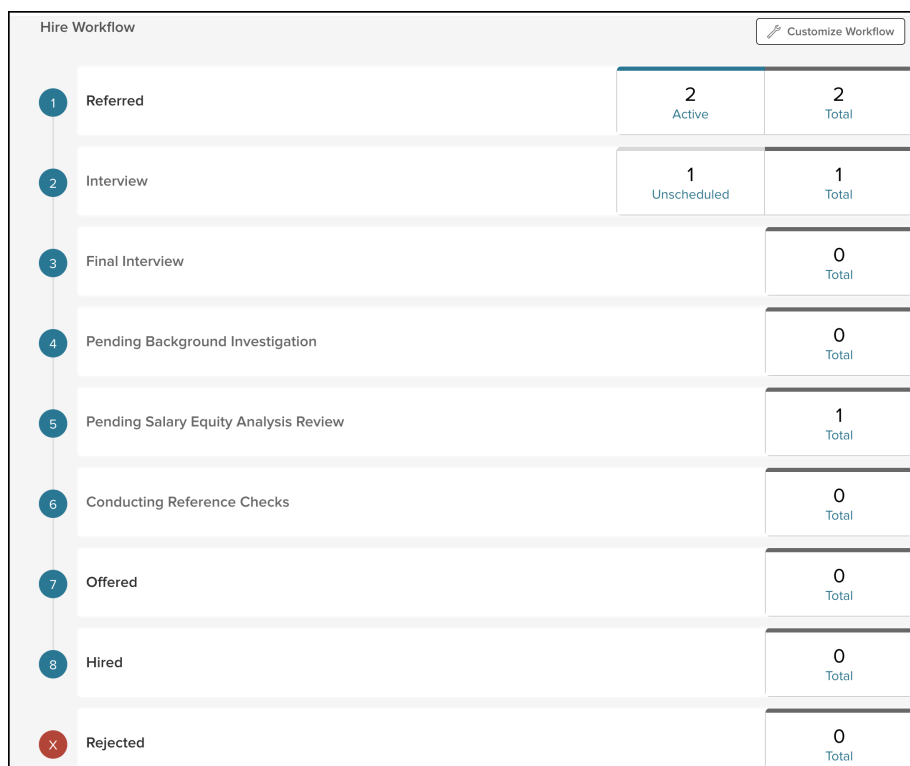 Hire Workflow
Customize Workflow
1 Referred 2 2
Active Total
2 Interview 1 1
Unscheduled Total
3 Final Interview 0
Total
4 Pending Background Investigation 0
Total
5 Pending Salary Equity Analysis Review 1
Total
6 Conducting Reference Checks 0
Total
7 Offered 0
Total
8 Hired 0
Total
X Rejected 0
Total